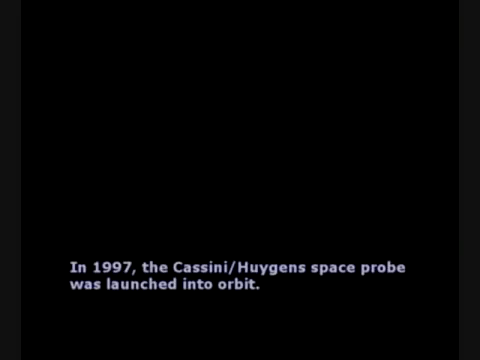 In 1997, the Cassini/Huygens space probe
was launched into orbit.